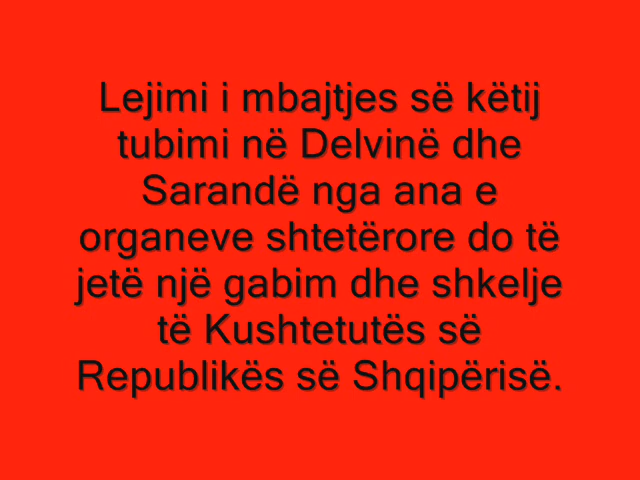 Lejimi i mbajtjes së këtij
tubimi në Delvinë dhe
Sarandë nga ana e
organeve shtetërore do të
jetë një gabim dhe shkelje
të Kushtetutës së
Republikës së Shqipërisë.